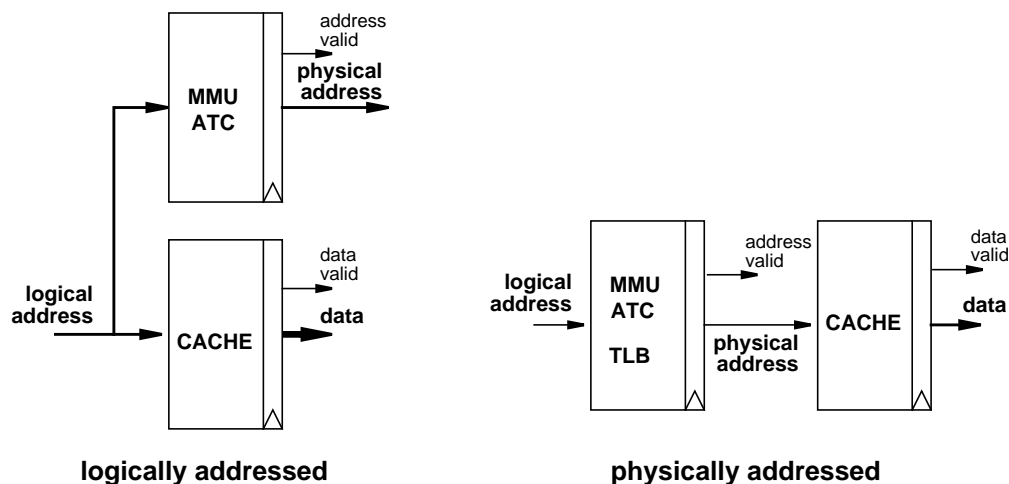 address
valid
physical
address
MMU
ATC
data
valid
logical
address
data
CACHE
logically addressed
address
valid
data
valid
logical
address
MMU
ATC
TLB
physical
address
CACHE
data
physically addressed